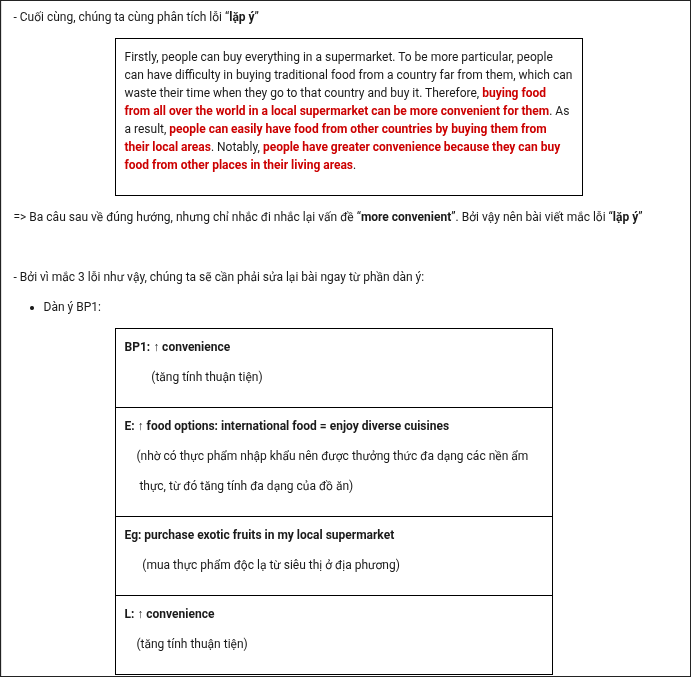 - Cuối cùng, chúng ta cùng phân tích lỗi “lặp ý”
Firstly, people can buy everything in a supermarket. To be more particular, people
can have difficulty in buying traditional food from a country far from them, which can
waste their time when they go to that country and buy it. Therefore, buying food
from all over the world in a local supermarket can be more convenient for them. As
a result, people can easily have food from other countries by buying them from
their local areas. Notably, people have greater convenience because they can buy
food from other places in their living areas.
=> Ba câu sau về đúng hướng, nhưng chỉ nhắc đi nhắc lại vấn đề “more convenient”. Bởi vậy nên bài viết mắc lỗi “lặp ý”
- Bởi vì mắc 3 lỗi như vậy, chúng ta sẽ cần phải sửa lại bài ngay từ phần dàn ý:
• Dàn ý BP1:
BP1: ↑ convenience
(tăng tính thuận tiện)
E: ↑ food options: international food = enjoy diverse cuisines
(nhờ có thực phẩm nhập khẩu nên được thưởng thức đa dạng các nền ẩm
thực, từ đó tăng tính đa dạng của đồ ăn)
Eg: purchase exotic fruits in my local supermarket
(mua thực phẩm độc lạ từ siêu thị ở địa phương)
L: ↑ convenience
(tăng tính thuận tiện)